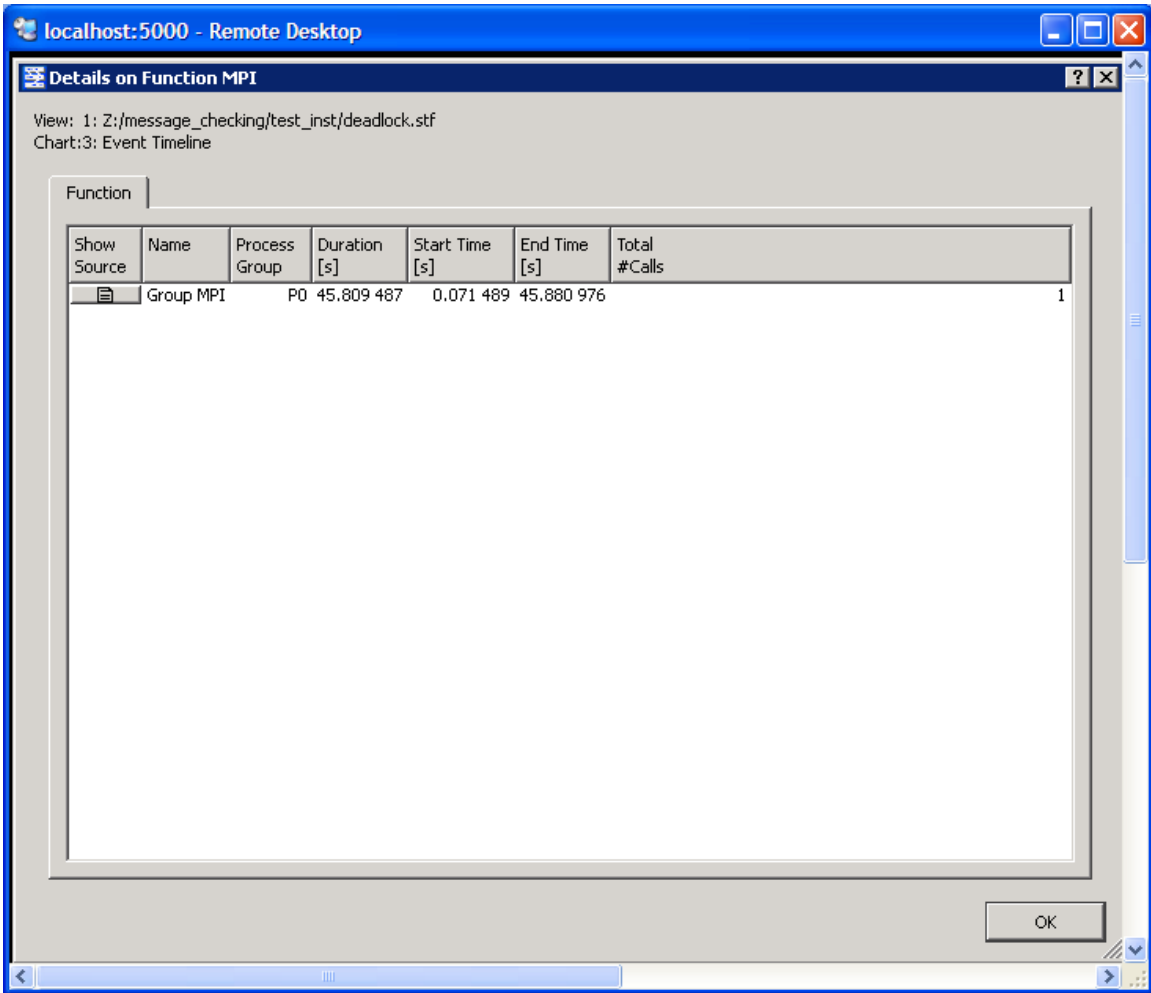 localhost:5000 - Remote Desktop
Details on Function MPI
View: 1: Z:/message_checking/test_inst/deadlock.stf
Chart:3: Event Timeline
Function
Show Source Name Process Group Duration [s] Start Time [s] End Time [s] Total #Calls
Group MPI P0 45.809 487 0.071 489 45.880 976 1
OK